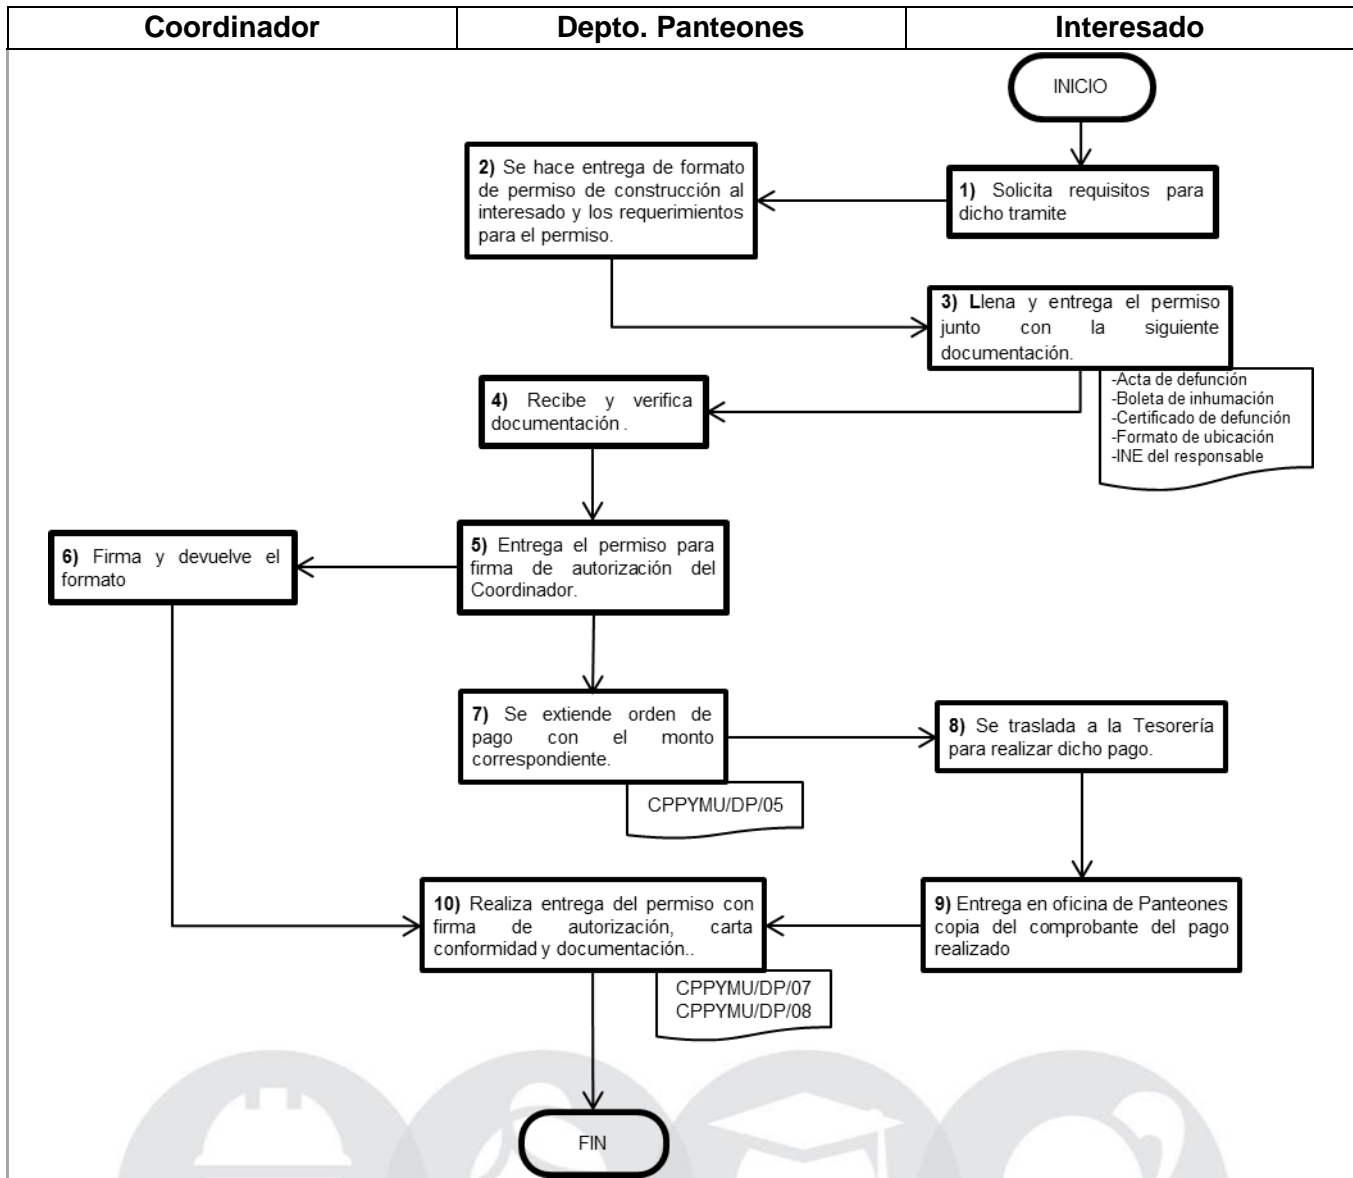 Coordinador
Depto. Panteones
Interesado
INICIO
2) Se hace entrega de formato
de permiso de construcción al
interesado y los requerimientos
para el permiso.
1) Solicita requisitos para
dicho tramite
3) Llena y entrega el permiso
junto con la siguiente
documentación.
-Acta de defunción
-Boleta de inhumación
-Certificado de defunción
-Formato de ubicación
-INE del responsable
4) Recibe y verifica
documentación .
6) Firma y devuelve el
formato
5) Entrega el permiso para
firma de autorización del
Coordinador.
7) Se extiende orden de
pago con el monto
correspondiente.
CPPYMU/DP/05
8) Se traslada a la Tesorería
para realizar dicho pago.
10) Realiza entrega del permiso con
firma de autorización, carta
conformidad y documentación..
CPPYMU/DP/07
CPPYMU/DP/08
9) Entrega en oficina de Panteones
copia del comprobante del pago
realizado
FIN